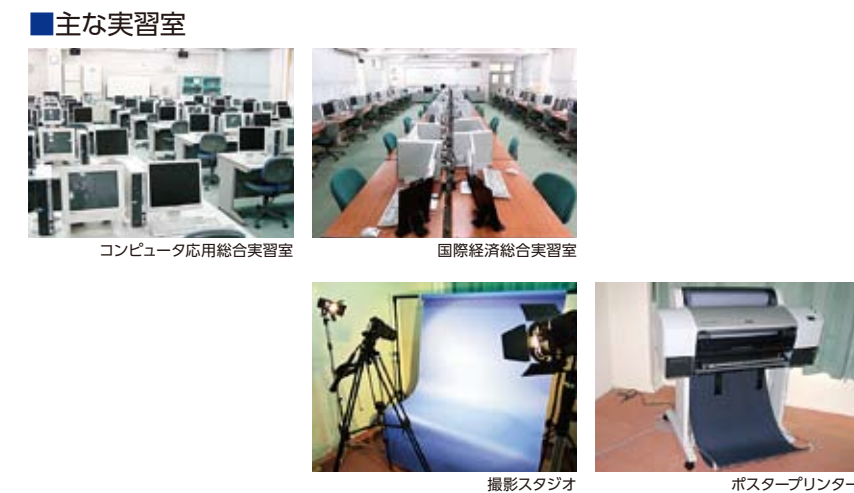 ■主な実習室
コンピュータ応用総合実習室
国際経済総合実習室
撮影スタジオ
ポスタープリンター